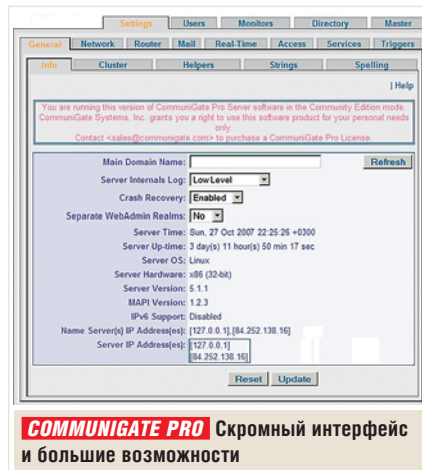 Settings Users Monitors Directory Master
General Network Router Mail Real-Time Access Services Triggers
Info Cluster Helpers Strings Spelling
| Help
You are running this version of CommuniGate Pro Server software in the Community Edition mode.
CommuniGate Systems, Inc. grants you a right to use this software product for your personal needs
only.
Contact <sales@communigate.com> to purchase a CommuniGate Pro License.
Main Domain Name: Refresh
Server Internals Log: Low Level
Crash Recovery: Enabled
Separate WebAdmin Realms: No
Server Time: Sun, 27 Oct 2007 22:25:26 +0300
Server Up-time: 3 day(s) 11 hour(s) 50 min 17 sec
Server OS: Linux
Server Hardware: x86 (32-bit)
Server Version: 5.1.1
MAPI Version: 1.2.3
IPv6 Support: Disabled
Name Server(s) IP Address(es): [127.0.0.1],[84.252.138.16]
Server IP Address(es): [127.0.0.1]
[84.252.138.16]
Reset Update
COMMUNIGATE PRO Скромный интерфейс
и большие возможности